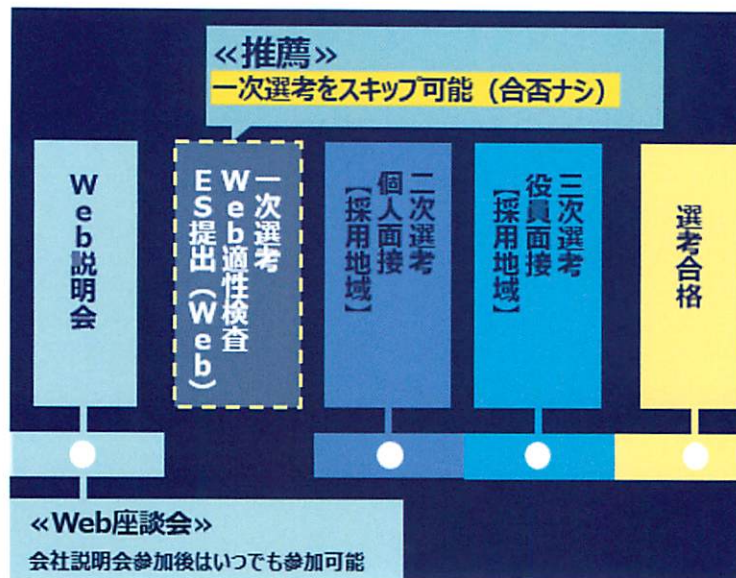 ≪推薦≫
一次選考をスキップ可能（合否ナシ）
Web説明会
一次選考
Web適性検査
ES提出（Web）
二次選考
個人面接
【採用地域】
三次選考
役員面接
【採用地域】
選考合格
≪Web座談会≫
会社説明会参加後はいつでも参加可能